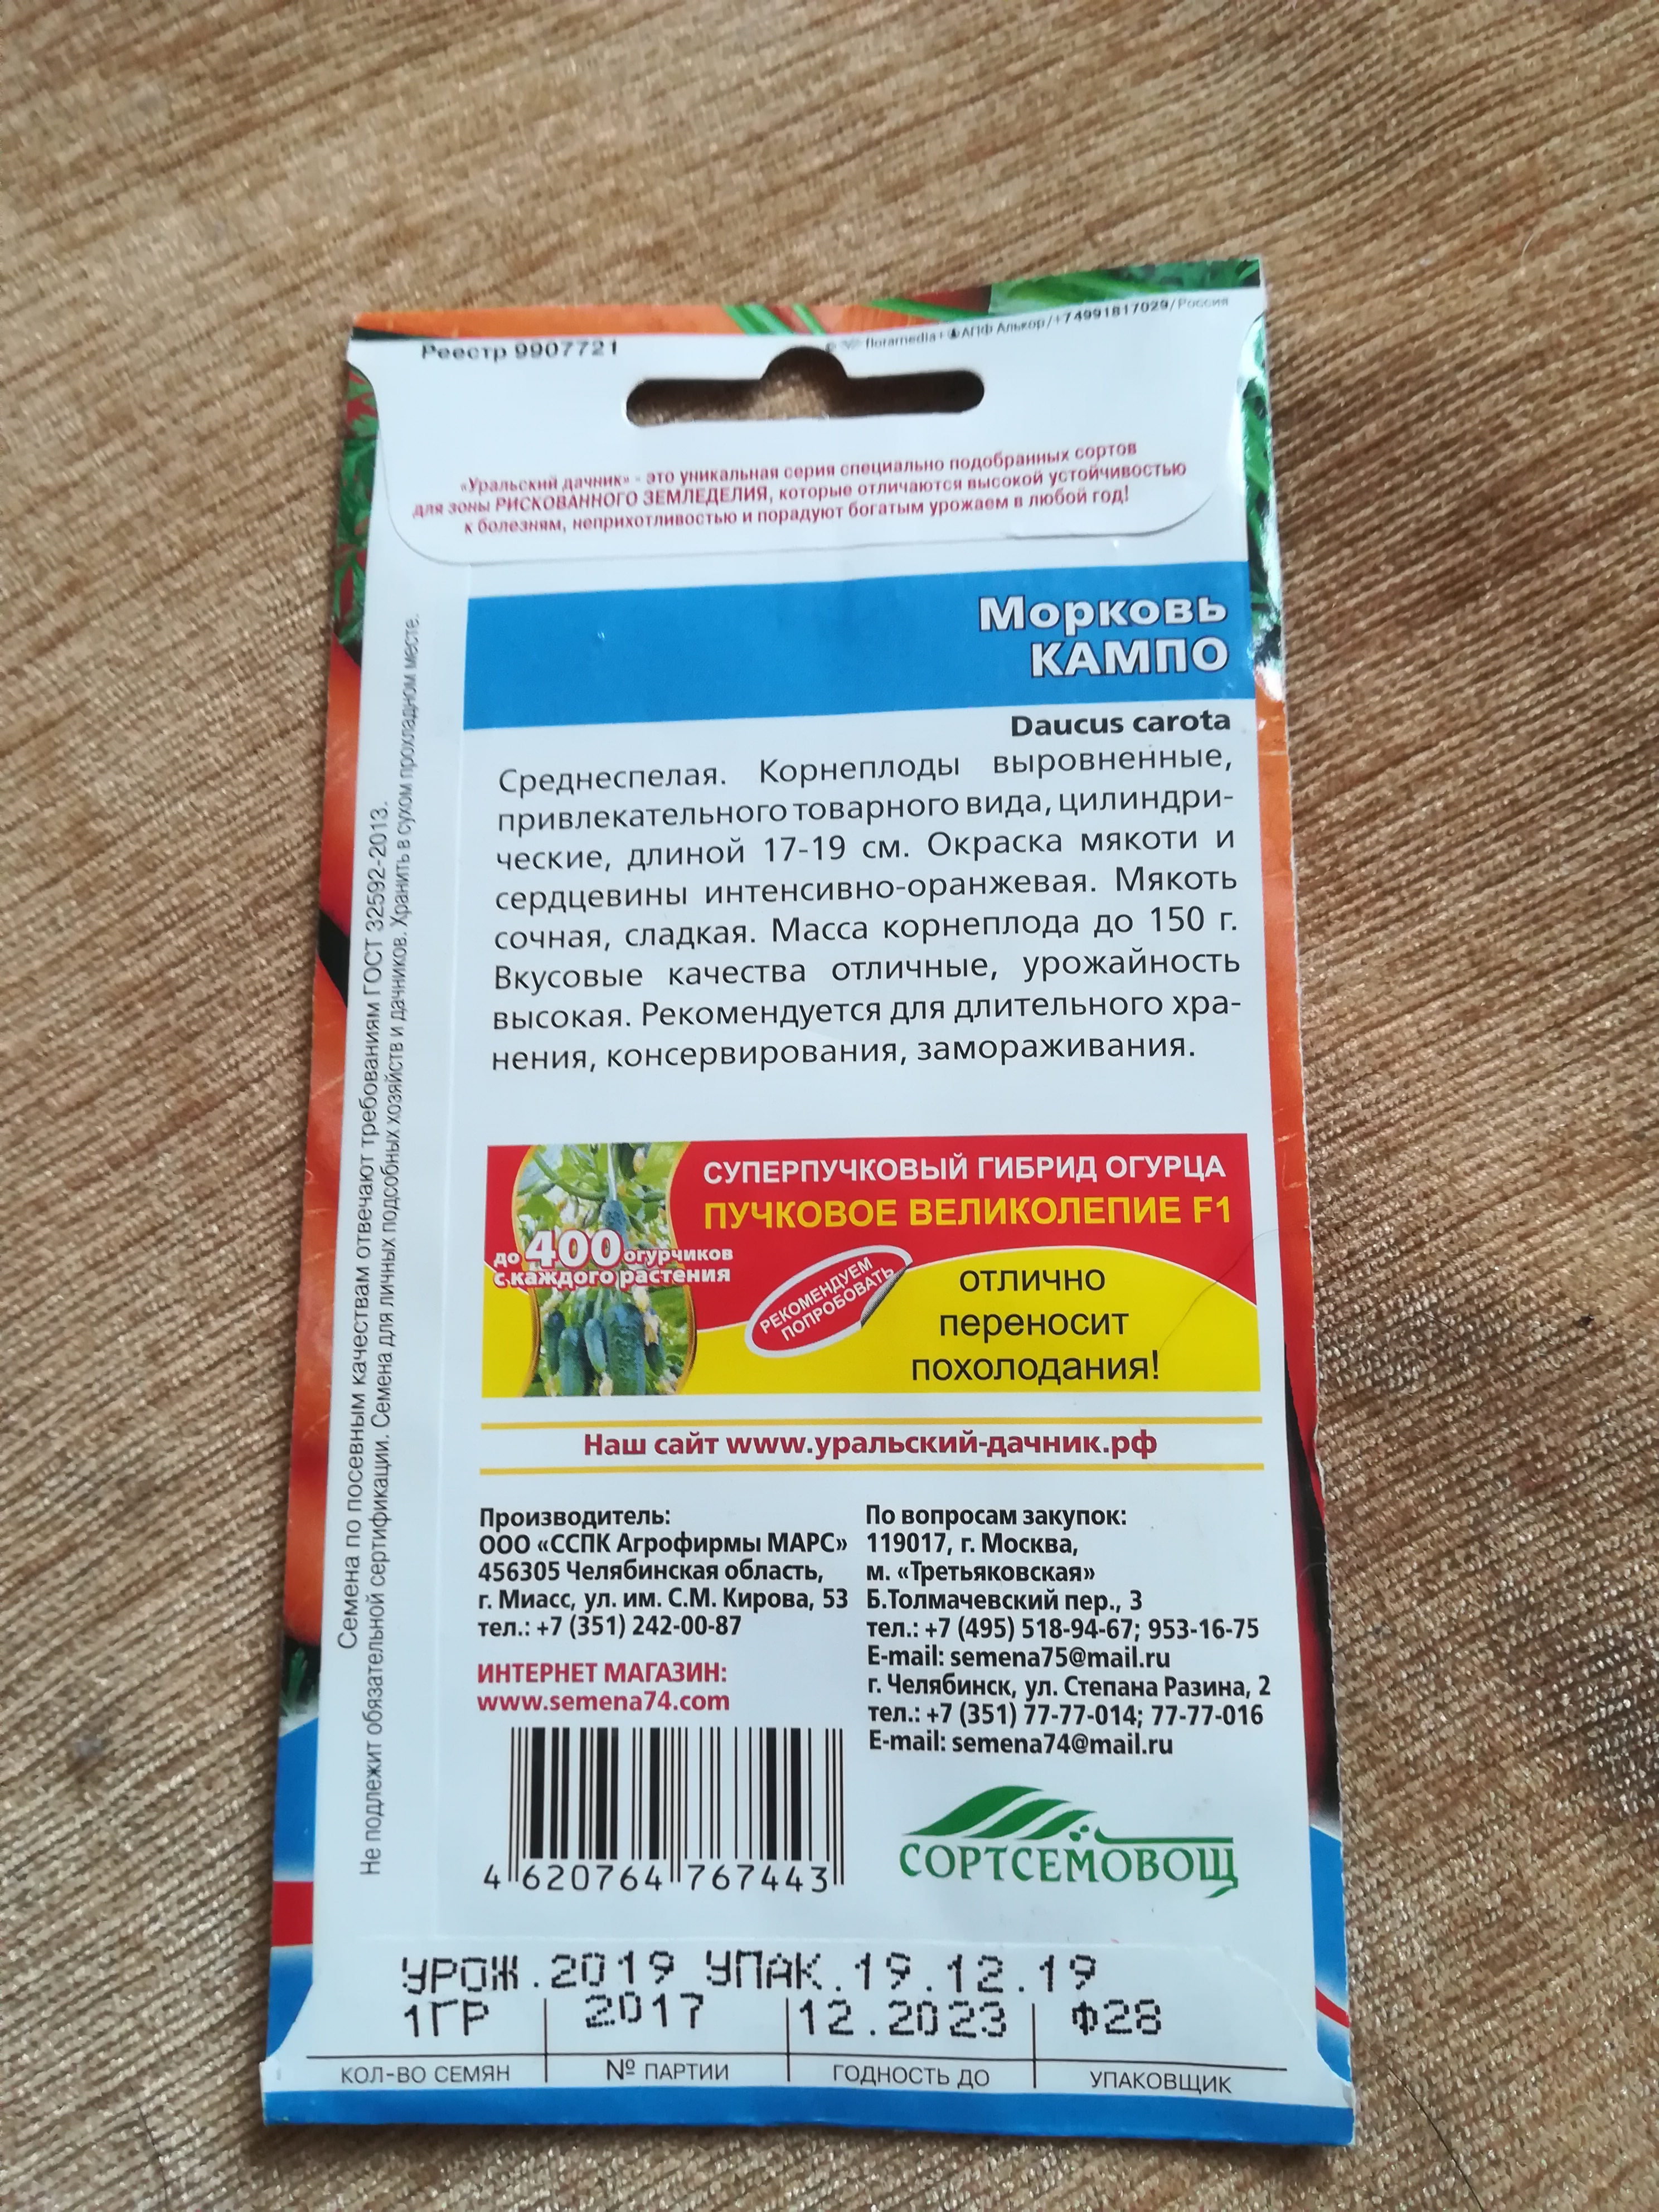 Реестр 9907721
floramedia АПФ Алькор/+74991817029/Россия
«Уральский дачник» - это уникальная серия специально подобранных сортов
для зоны РИСКОВАННОГО ЗЕМЛЕДЕЛИЯ, которые отличаются высокой устойчивостью
к болезням, неприхотливостью и порадуют богатым урожаем в любой год!
Морковь
КАМПО
Daucus carota
Среднеспелая. Корнеплоды выровненные,
привлекательного товарного вида, цилиндри-
ческие, длиной 17-19 см. Окраска мякоти и
сердцевины интенсивно-оранжевая. Мякоть
сочная, сладкая. Масса корнеплода до 150 г.
Вкусовые качества отличные, урожайность
высокая. Рекомендуется для длительного хра-
нения, консервирования, замораживания.
Семена по посевным качествам отвечают требованиям ГОСТ 32592-2013.
Не подлежит обязательной сертификации. Семена для личных подсобных хозяйств и дачников. Хранить в сухом прохладном месте.
СУПЕРПУЧКОВЫЙ ГИБРИД ОГУРЦА
ПУЧКОВОЕ ВЕЛИКОЛЕПИЕ F1
до 400 огурчиков
с каждого растения
РЕКОМЕНДУЕМ
ПОПРОБОВАТЬ
отлично
переносит
похолодания!
Наш сайт www.уральский-дачник.рф
Производитель:
ООО «ССПК Агрофирмы МАРС»
456305 Челябинская область,
г. Миасс, ул. им. С.М. Кирова, 53
тел.: +7 (351) 242-00-87
ИНТЕРНЕТ МАГАЗИН:
www.semena74.com
По вопросам закупок:
119017, г. Москва,
м. «Третьяковская»
Б.Толмачевский пер., 3
тел.: +7 (495) 518-94-67; 953-16-75
E-mail: semena75@mail.ru
г. Челябинск, ул. Степана Разина, 2
тел.: +7 (351) 77-77-014; 77-77-016
E-mail: semena74@mail.ru
4 620764 767443
СОРТСЕМОВОЩ
УРОЖ.2019 УПАК.19.12.19
1ГР 2017 12.2023 Ф28
КОЛ-ВО СЕМЯН № ПАРТИИ ГОДНОСТЬ ДО УПАКОВЩИК